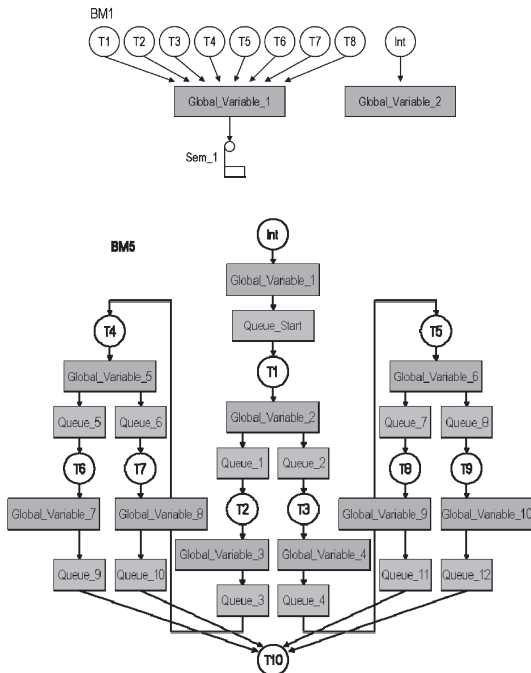 BM1
T1 T2 T3 T4 T5 T6 T7 T8 Int
Global_Variable_1 Global_Variable_2
Sem_1
BM5
Int
Global_Variable_1
Queue_Start
T4 T1 T5
Global_Variable_5 Global_Variable_2 Global_Variable_6
Queue_5 Queue_6 Queue_1 Queue_2 Queue_7 Queue_8
T6 T7 T2 T3 T8 T9
Global_Variable_7 Global_Variable_8 Global_Variable_3 Global_Variable_4 Global_Variable_9 Global_Variable_10
Queue_9 Queue_10 Queue_3 Queue_4 Queue_11 Queue_12
T10